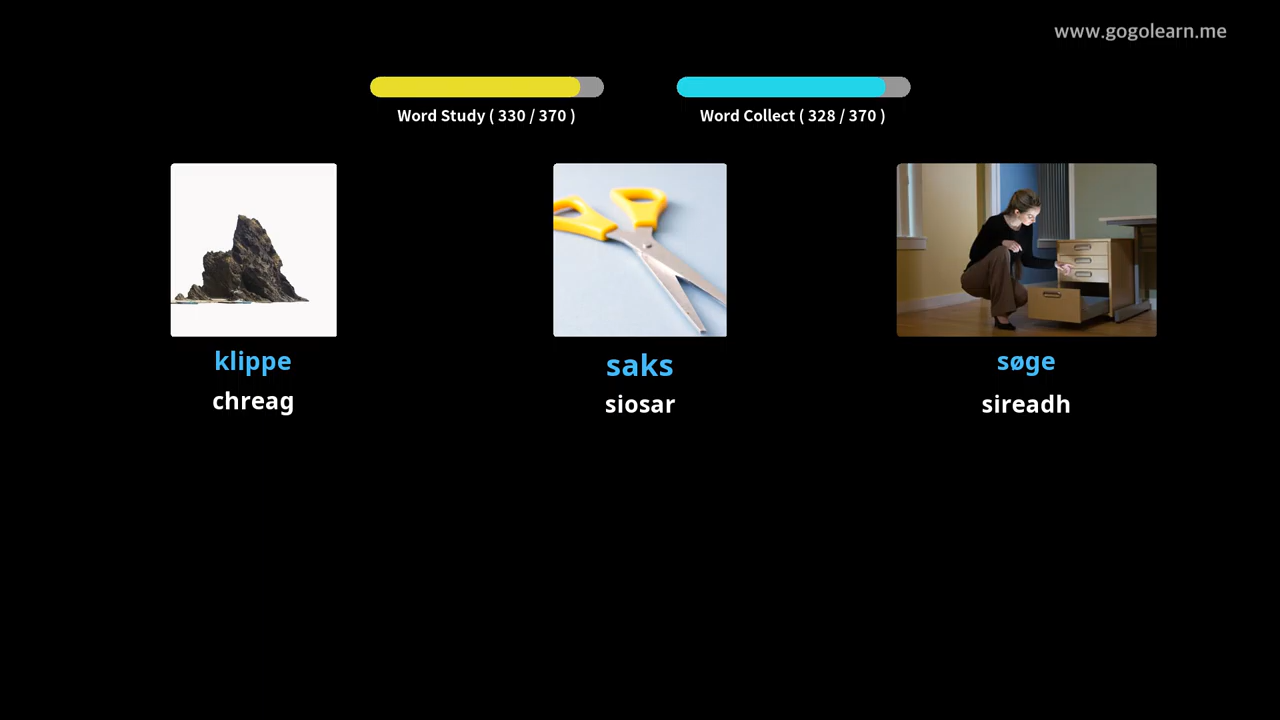 www.gogolearn.me
Word Study ( 330 / 370 )
Word Collect ( 328 / 370 )
klippe
chreag
saks
siosar
søge
sireadh